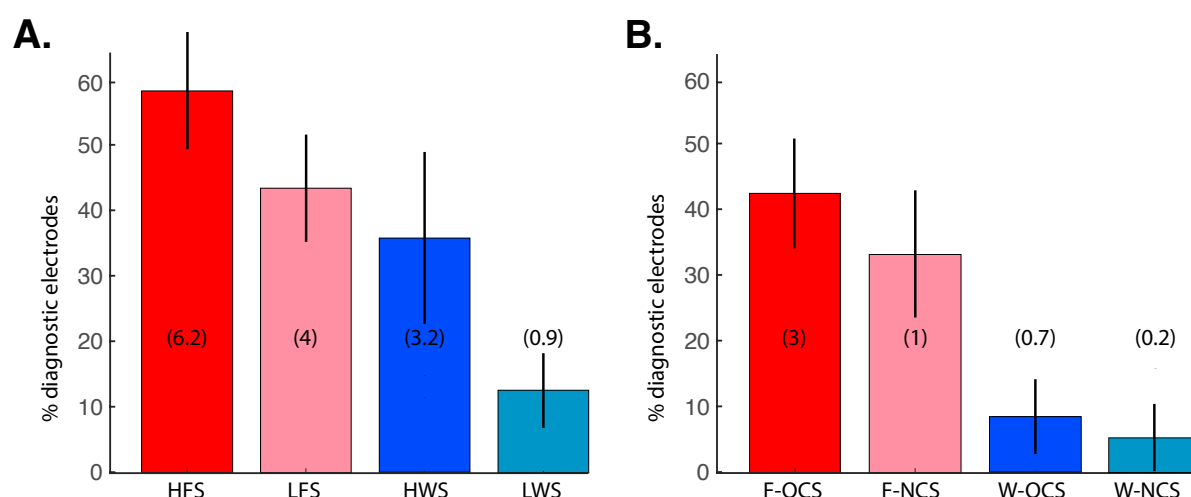 A.
% diagnostic electrodes
60
50
40
30
20
10
0
(6.2)
(4)
(3.2)
(0.9)
HFS
LFS
HWS
LWS
B.
% diagnostic electrodes
60
50
40
30
20
10
0
(3)
(1)
(0.7)
(0.2)
F-OCS
F-NCS
W-OCS
W-NCS